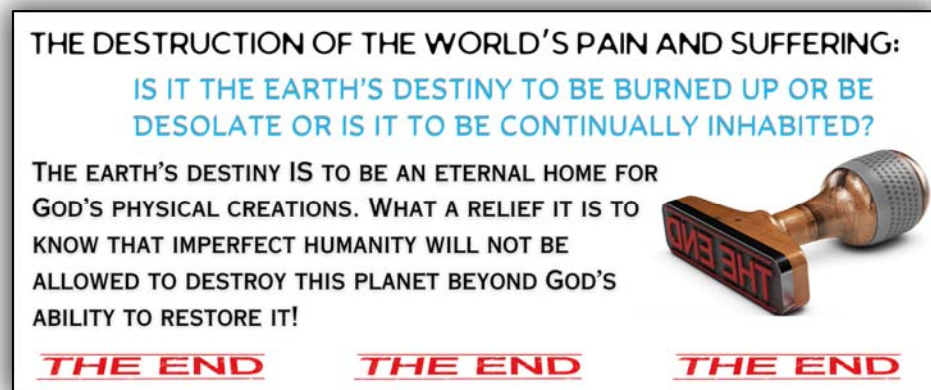 THE DESTRUCTION OF THE WORLD'S PAIN AND SUFFERING:
IS IT THE EARTH'S DESTINY TO BE BURNED UP OR BE
DESOLATE OR IS IT TO BE CONTINUALLY INHABITED?
THE EARTH'S DESTINY IS TO BE AN ETERNAL HOME FOR
GOD'S PHYSICAL CREATIONS. WHAT A RELIEF IT IS TO
KNOW THAT IMPERFECT HUMANITY WILL NOT BE
ALLOWED TO DESTROY THIS PLANET BEYOND GOD'S
ABILITY TO RESTORE IT!
THE END
THE END THE END THE END